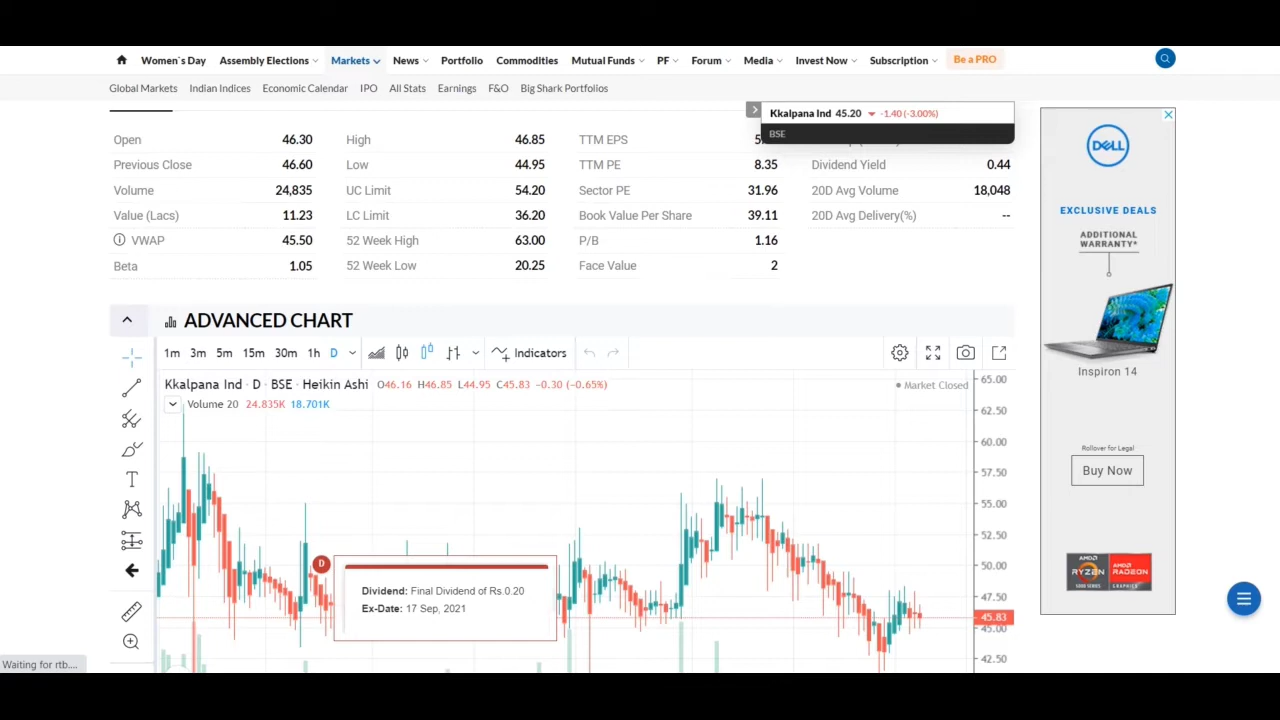 Women`s Day Assembly Elections Markets News Portfolio Commodities Mutual Funds PF Forum Media Invest Now Subscription Be a PRO
Global Markets Indian Indices Economic Calendar IPO All Stats Earnings F&O Big Shark Portfolios
Kkalpana Ind 45.20 -1.40 (-3.00%)
BSE
Open 46.30 High 46.85 TTM EPS
Previous Close 46.60 Low 44.95 TTM PE 8.35 Dividend Yield 0.44
Volume 24,835 UC Limit 54.20 Sector PE 31.96 20D Avg Volume 18,048
Value (Lacs) 11.23 LC Limit 36.20 Book Value Per Share 39.11 20D Avg Delivery(%) --
VWAP 45.50 52 Week High 63.00 P/B 1.16
Beta 1.05 52 Week Low 20.25 Face Value 2
ADVANCED CHART
1m 3m 5m 15m 30m 1h D Indicators
Kkalpana Ind · D · BSE · Heikin Ashi O46.16 H46.85 L44.95 C45.83 -0.30 (-0.65%)
Market Closed
Volume 20 24.835K 18.701K
65.00
62.50
60.00
57.50
55.00
52.50
50.00
47.50
45.83
45.00
42.50
D
Dividend: Final Dividend of Rs.0.20
Ex-Date: 17 Sep, 2021
Waiting for rtb....
DELL
EXCLUSIVE DEALS
ADDITIONAL
WARRANTY*
Inspiron 14
Rollover for Legal
Buy Now
AMD
RYZEN
5000 SERIES
AMD
RADEON
GRAPHICS